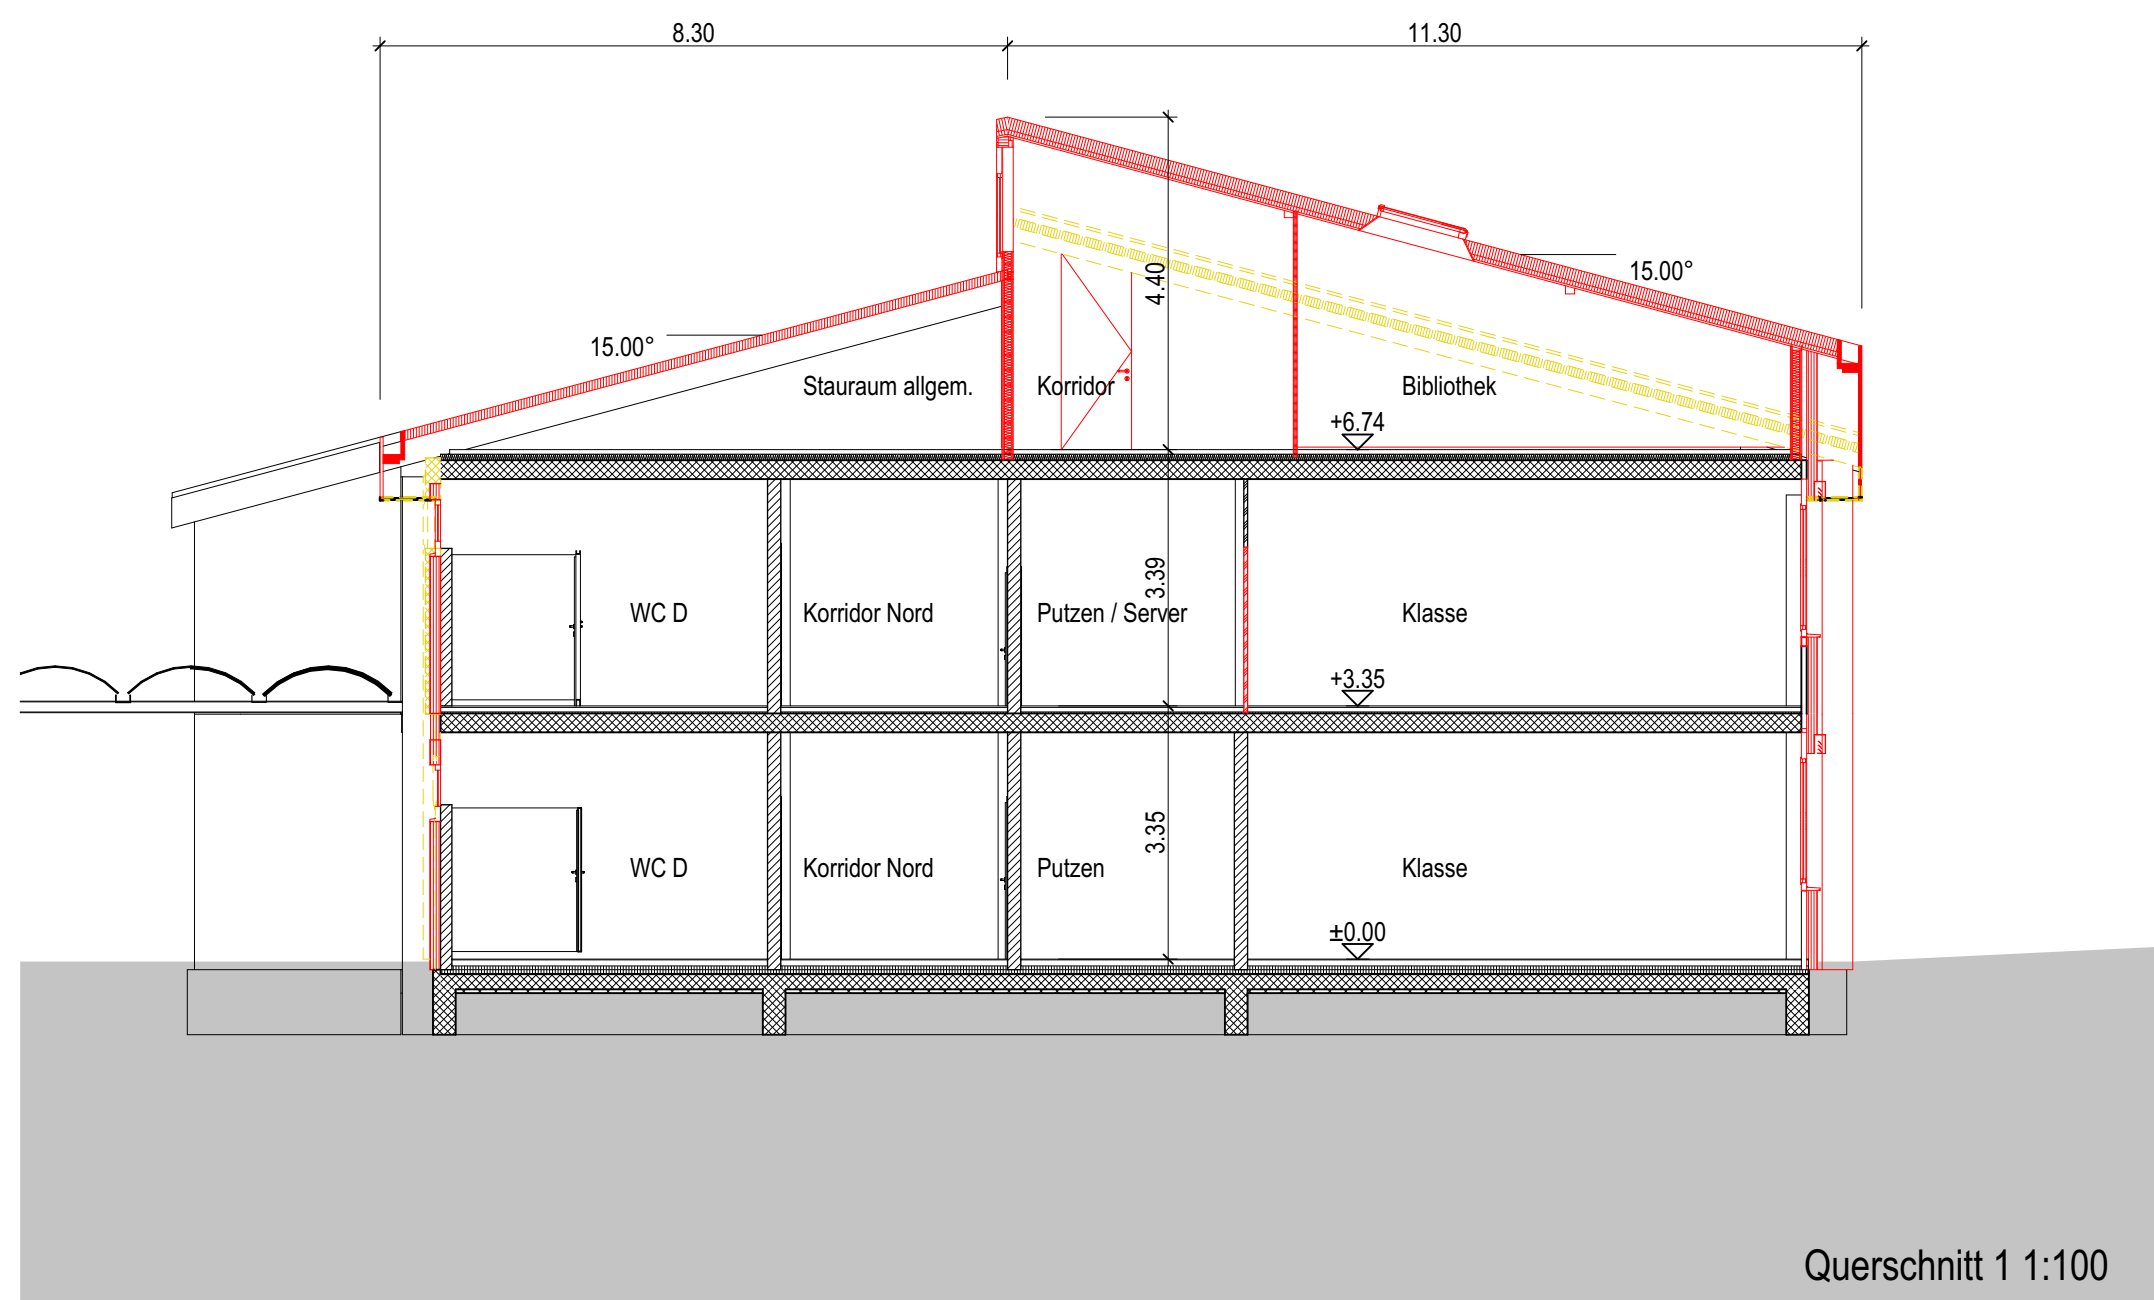 8.30
11.30
4.40
15.00°
15.00°
Stauraum allgem.
Korridor
Bibliothek
+6.74
3.39
WC D
Korridor Nord
Putzen / Server
Klasse
+3.35
3.35
WC D
Korridor Nord
Putzen
Klasse
±0.00
Querschnitt 1 1:100